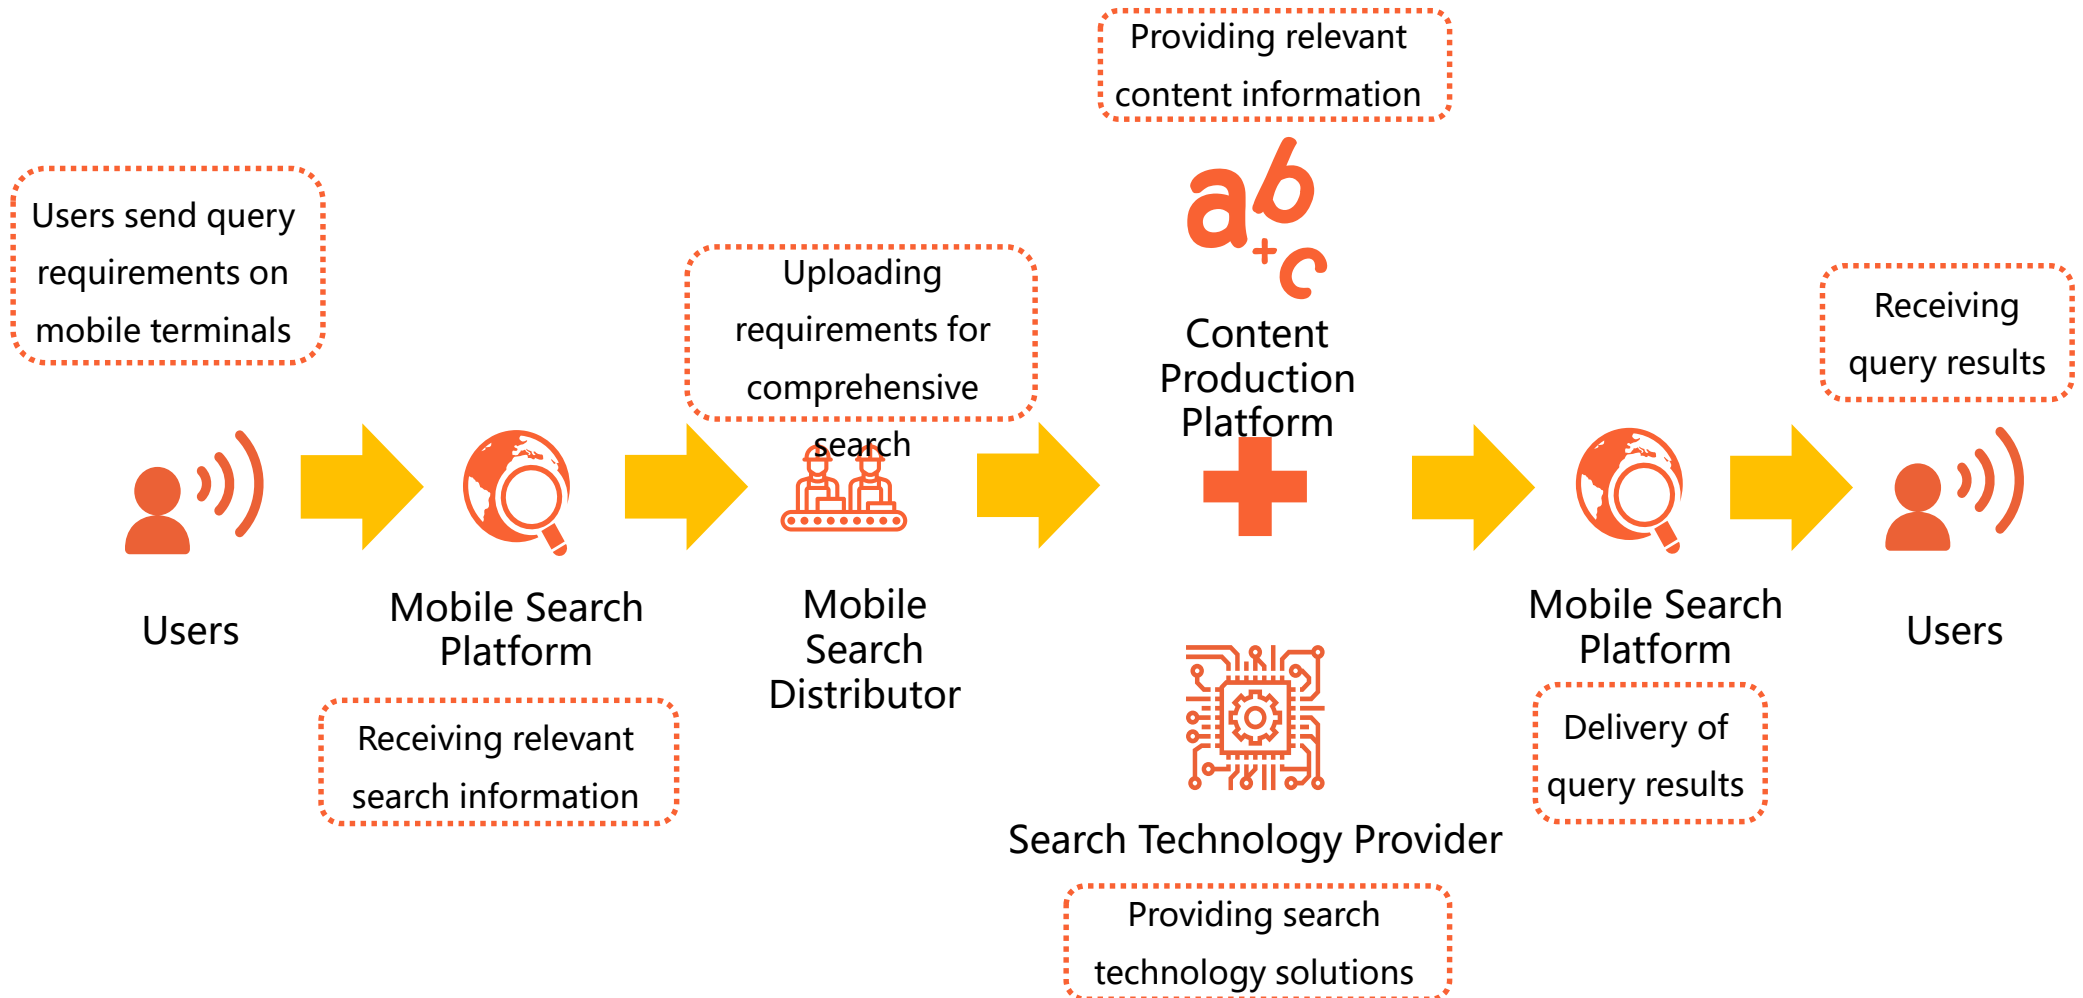 Providing relevant
content information
Users send query
requirements on
mobile terminals
Uploading
requirements for
comprehensive
search
a b
+ c
Content
Production
Platform
Receiving
query results
Users
Mobile Search
Platform
Receiving relevant
search information
Mobile
Search
Distributor
Search Technology Provider
Providing search
technology solutions
Mobile Search
Platform
Delivery of
query results
Users